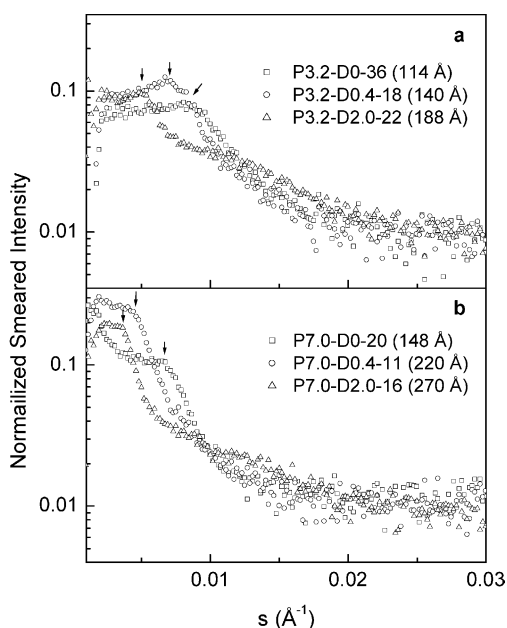 a
P3.2-D0-36 (114 Å)
P3.2-D0.4-18 (140 Å)
P3.2-D2.0-22 (188 Å)
0.1
0.01
b
P7.0-D0-20 (148 Å)
P7.0-D0.4-11 (220 Å)
P7.0-D2.0-16 (270 Å)
0.1
0.01
0.01
0.02
0.03
Normailized Smeared Intensity
s (Å⁻¹)